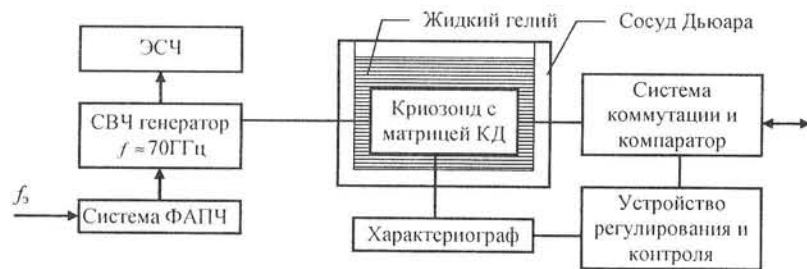 Жидкий гелий
Сосуд Дьюара
ЭСЧ
СВЧ генератор
f ≈ 70ГГц
Криозонд с
матрицей КД
Система
коммутации и
компаратор
fэ
Система ФАПЧ
Характериограф
Устройство
регулирования и
контроля